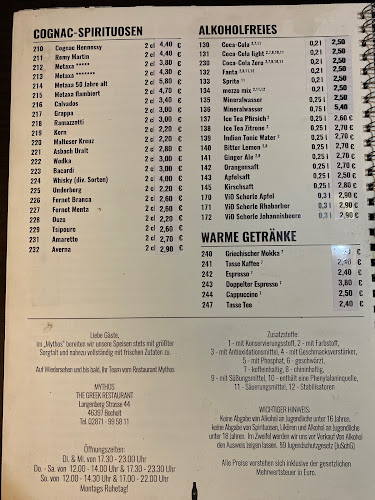 COGNAC-SPIRITUOSEN
210 Cognac Hennessy 2 cl 4,40 €
211 Remy Martin 2 cl 4,40 €
212 Metaxa ***** 2 cl 3,80 €
213 Metaxa ******* 2 cl 4,30 €
214 Metaxa 50 Jahre alt 2 cl 5,80 €
215 Metaxa flambiert 2 cl 4,70 €
216 Calvados 2 cl 3,40 €
217 Grappa 2 cl 3,00 €
218 Ramazzotti 2 cl 3,00 €
219 Korn 2 cl 2,20 €
220 Malteser Kreuz 2 cl 2,20 €
221 Asbach Uralt 2 cl 2,80 €
222 Wodka 2 cl 3,00 €
223 Bacardi 2 cl 3,00 €
224 Whisky (div. Sorten) 4 cl 4,00 €
225 Underberg 2 cl 2,20 €
226 Fernet Branca 2 cl 2,60 €
227 Fernet Menta 2 cl 2,60 €
228 Ouzo 2 cl 2,20 €
229 Tsipouro 2 cl 2,60 €
231 Amaretto 2 cl 2,70 €
232 Averna 2 cl 2,90 €
ALKOHOLFREIES
130 Coca-Cola 0,2 l 2,50
131 Coca-Cola light 0,2 l 2,50
230 Coca-Cola Zero 0,2 l 2,50
132 Fanta 0,2 l 2,50
133 Sprite 0,2 l 2,50
134 mezzo mix 0,2 l 2,50
135 Mineralwasser 0,25 l 2,50
136 Mineralwasser 0,75 l 5,40
137 Ice Tea Pfirsich 0,25 l 2,60 €
138 Ice Tea Zitrone 0,25 l 2,60 €
139 Indian Tonic Water 0,25 l 2,70 €
140 Bitter Lemon 0,25 l 2,70 €
141 Ginger Ale 0,25 l 2,70 €
142 Orangensaft 0,25 l 2,70 €
143 Apfelsaft 0,25 l 2,50 €
145 Kirschsaft 0,25 l 2,80 €
170 ViO Schorle Apfel 0,3 l 2,90 €
171 ViO Schorle Rhabarber 0,3 l 2,90 €
172 ViO Schorle Johannisbeere 0,3 l 2,90 €
WARME GETRÄNKE
240 Griechischer Mokka €
241 Tasse Kaffee 2,40 €
242 Espresso 2,40 €
243 Doppelter Espresso 3,80 €
244 Cappuccino 2,50 €
247 Tasse Tee 2,40 €
Liebe Gäste,
im „Mythos" bereiten wir unsere Speisen stets mit größter
Sorgfalt und nahezu vollständig mit frischen Zutaten zu.
Auf Wiedersehen und bis bald, Ihr Team vom Restaurant Mythos
MYTHOS
THE GREEK RESTAURANT
Langenberg Strasse 44
46397 Bocholt
Tel. 02871 - 99 58 11
Öffnungszeiten:
Di. & Mi. von 17.30 - 23.00 Uhr
Do. - Sa. von 12.00 - 14.00 Uhr & 17.30 - 23.30 Uhr
So. von 12.00 - 14.30 Uhr & 17.00 - 22.00 Uhr
Montags Ruhetag!
Zusatzstoffe:
1 - mit Konservierungsstoff, 2 - mit Farbstoff,
3 - mit Antioxidationsmittel, 4 - mit Geschmacksverstärker,
5 - mit Phosphat, 6 - geschwärzt,
7 - koffeinhaltig, 8 - chininhaltig,
9 - mit Süßungsmittel, 10 - enthält eine Phenylalaninquelle,
11 - Säuerungsmittel, 12 - Stabilisatoren
WICHTIGER HINWEIS:
Keine Abgabe von Alkohol an Jugendliche unter 16 Jahren.
keine Abgabe von Spirituosen, Likören und Alkohol an Jugendliche
unter 18 Jahren. Im Zweifel werden wir uns vor Verkauf von Alkohol
den Ausweis zeigen lassen. § 9 Jugendschutzgesetz (JuSchG)
Alle Preise verstehen sich inklusive der gesetzlichen
Mehrwertsteuer in Euro.